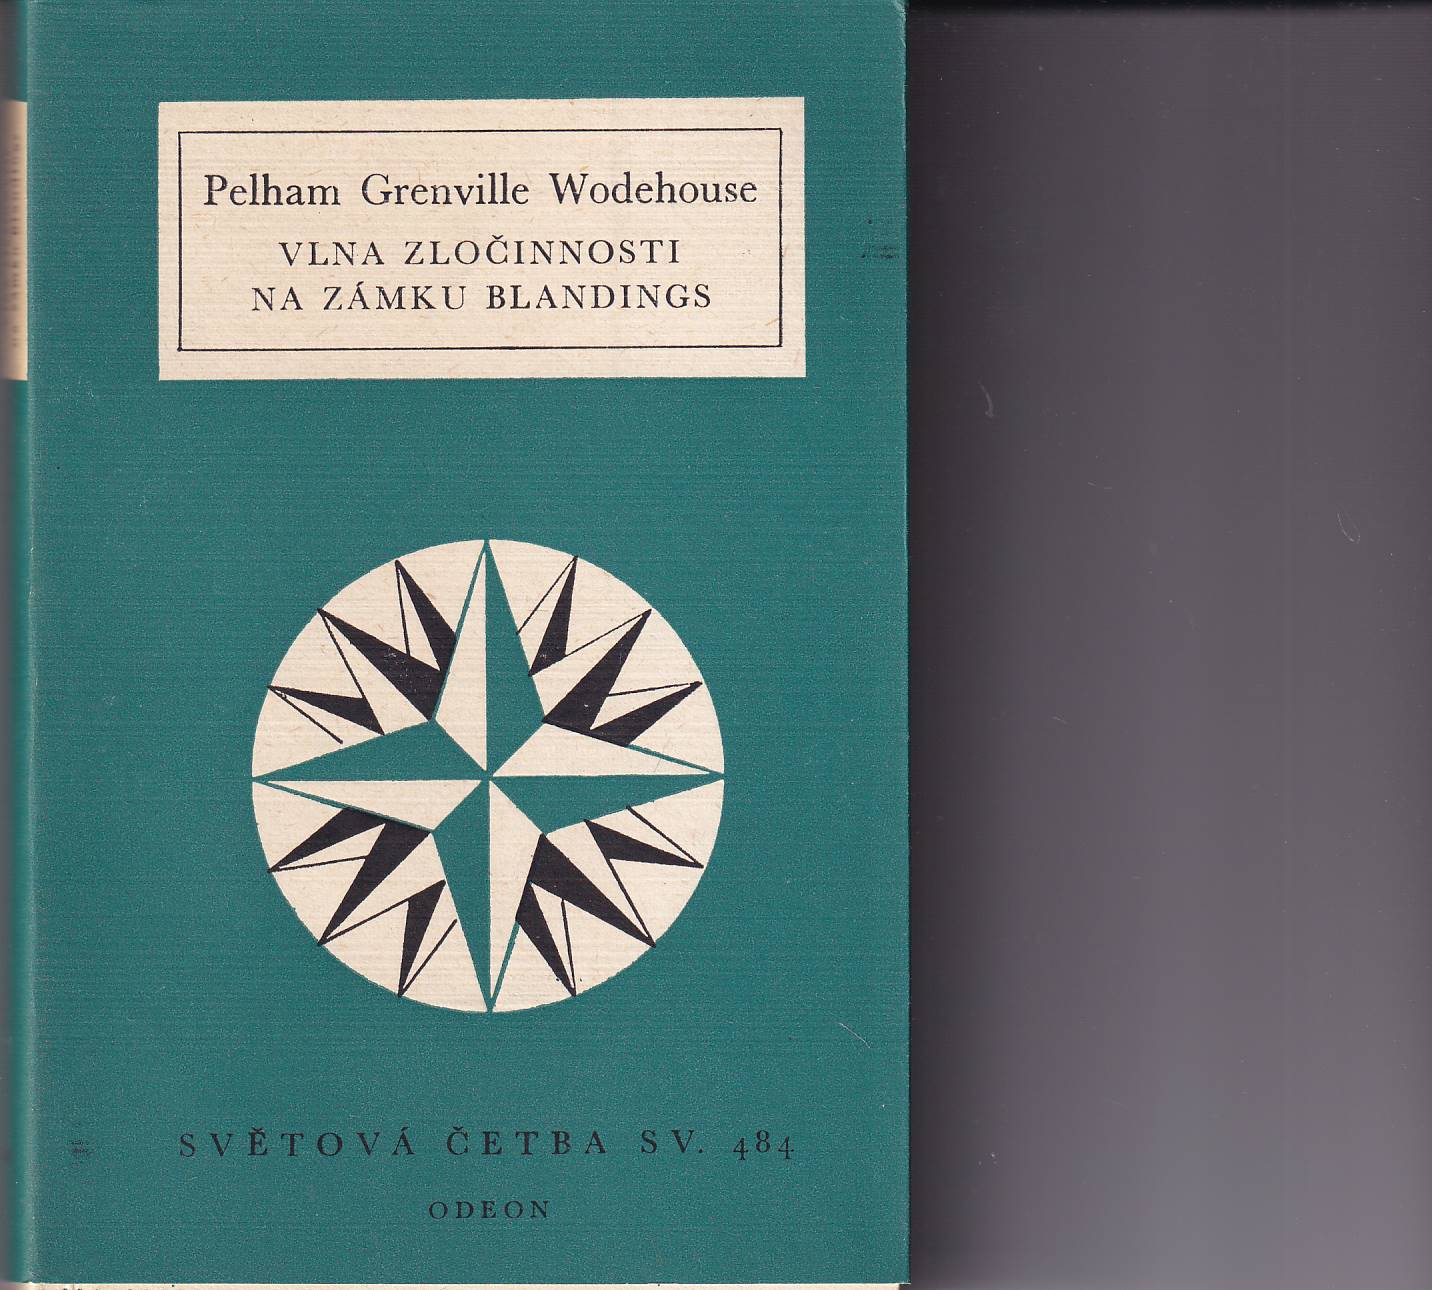 Pelham Grenville Wodehouse
VLNA ZLOČINNOSTI
NA ZÁMKU BLANDINGS
SVĚTOVÁ ČETBA SV. 484
ODEON